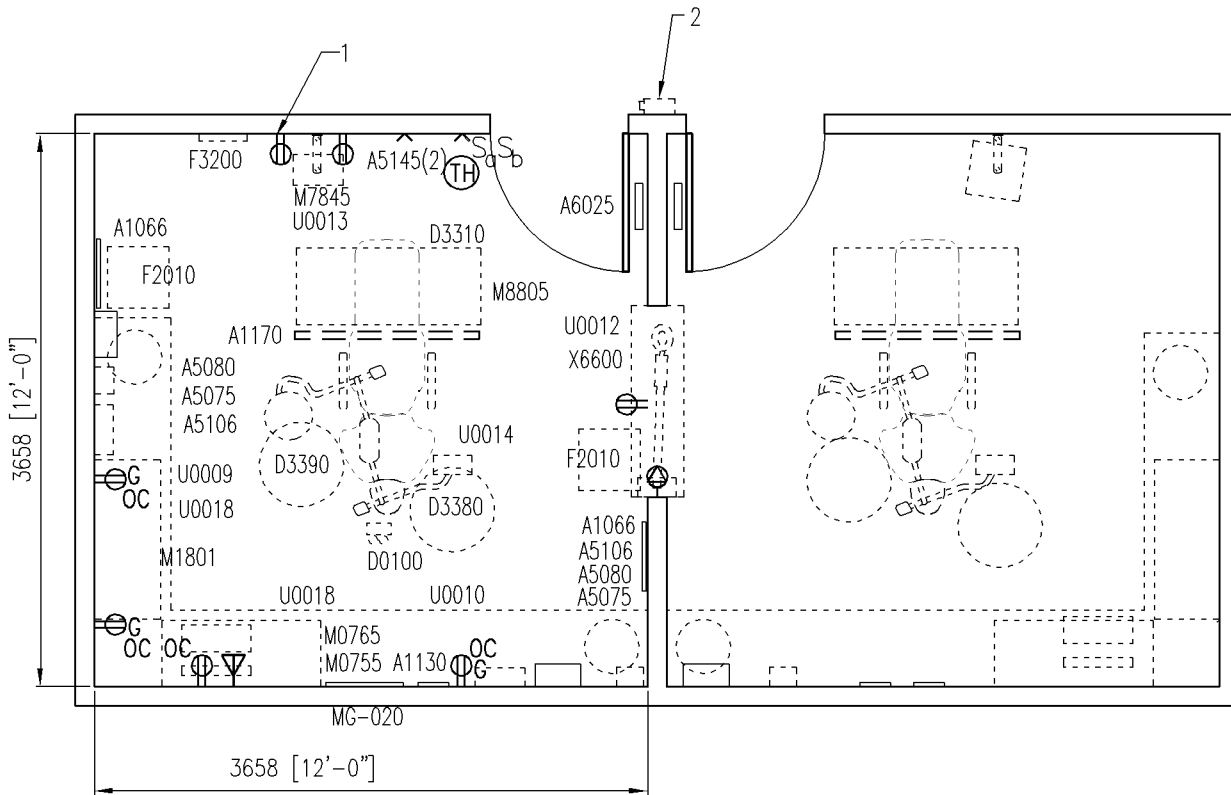 2
1
F3200
A5145(2)
SaSb
TH
M7845
U0013
A6025
A1066
D3310
F2010
M8805
A1170
U0012
X6600
A5080
A5075
A5106
U0014
3658 [12'-0"]
D3390
F2010
G
U0009
OC
U0018
D3380
A1066
A5106
M1801
D0100
A5080
A5075
U0018
U0010
G
OC
OC
M0765
OC
M0755
A1130
G
MG-020
3658 [12'-0"]